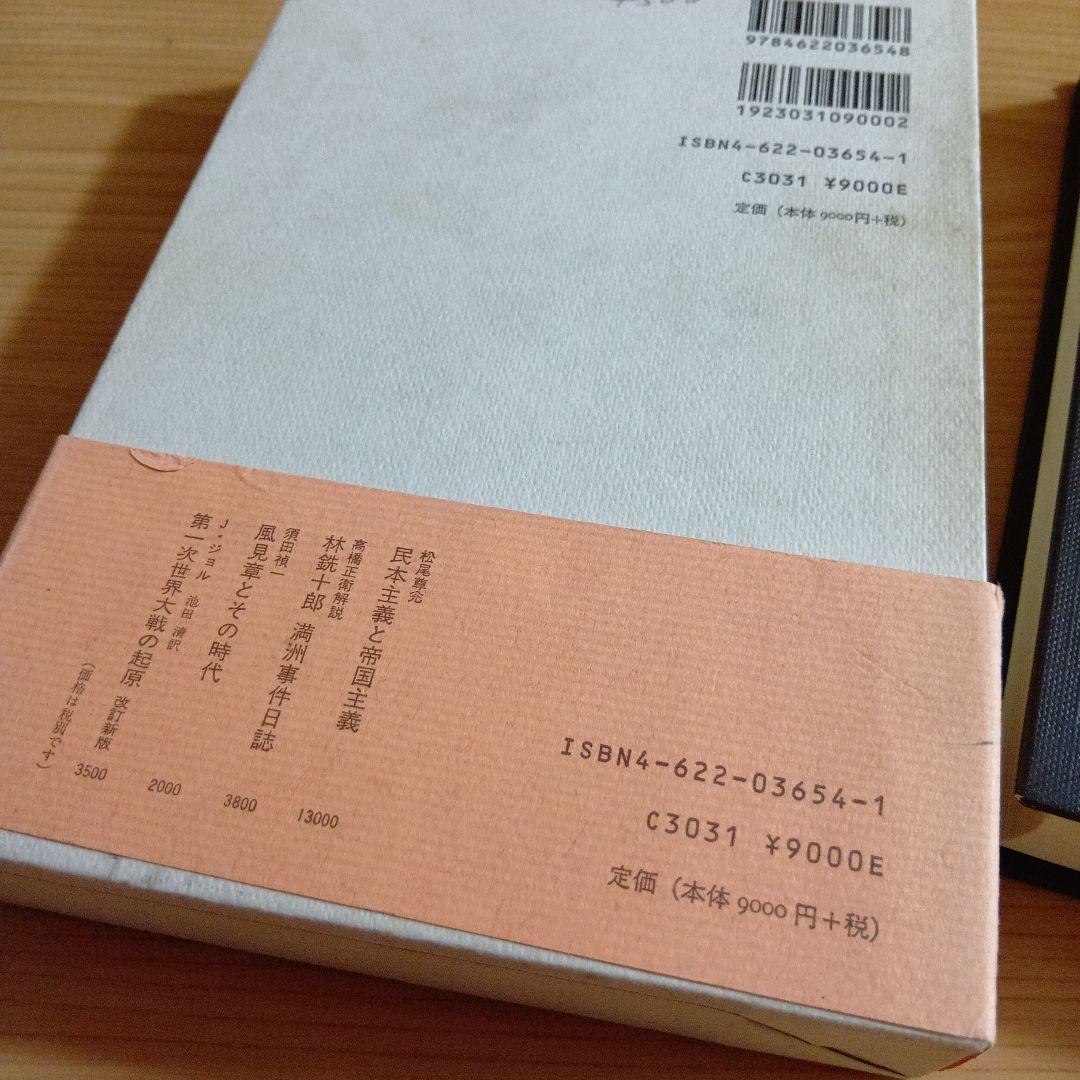 9784622036548
1923031090002
ISBN4-622-03654-1
C3031 ¥9000E
定価（本体9000円+税）
松尾尊兊
民本主義と帝国主義
13000
高橋正衛解説
林銑十郎 満洲事件日誌
3800
須田禎一
風見章とその時代
2000
J・ジョル 池田 清訳
第一次世界大戦の起原 改訂新版
3500
（価格は税別です）
ISBN4-622-03654-1
C3031 ¥9000E
定価（本体9000円+税）